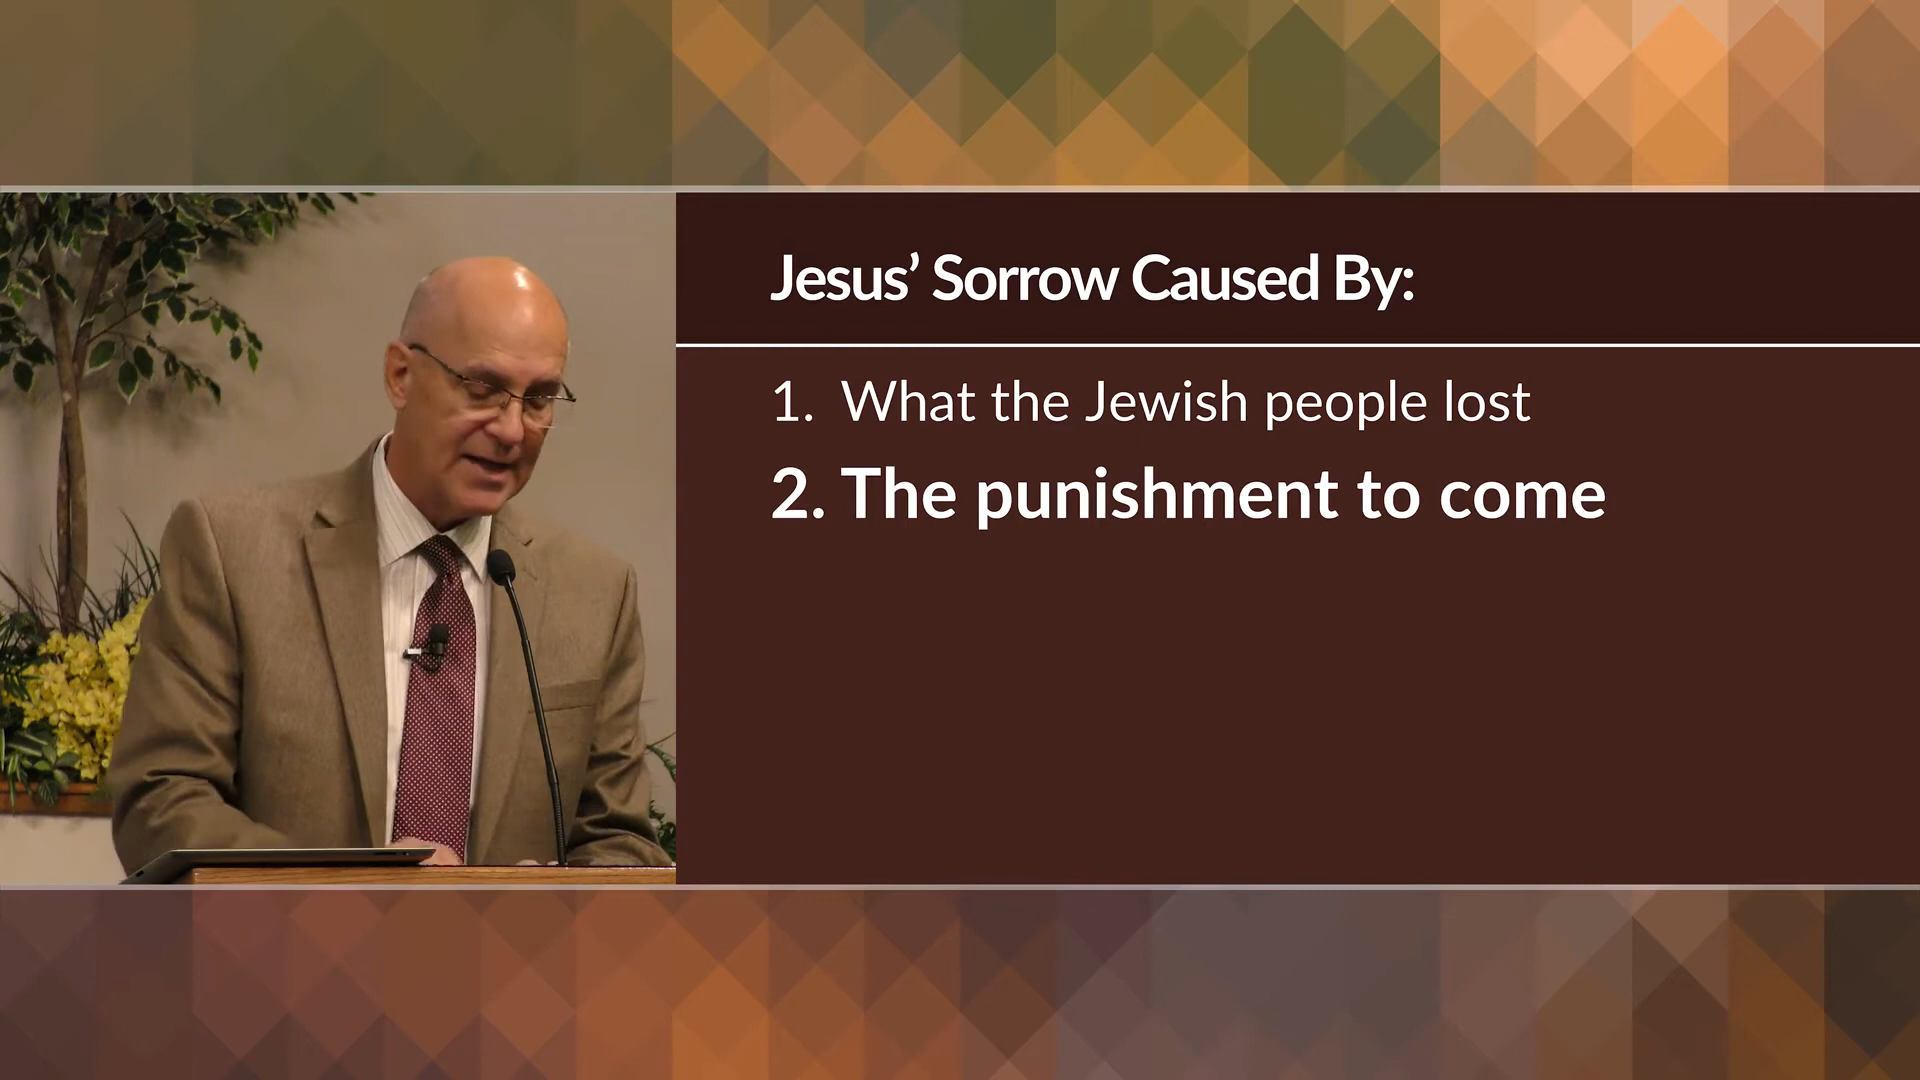 Jesus’ Sorrow Caused By:
1. What the Jewish people lost
2. The punishment to come